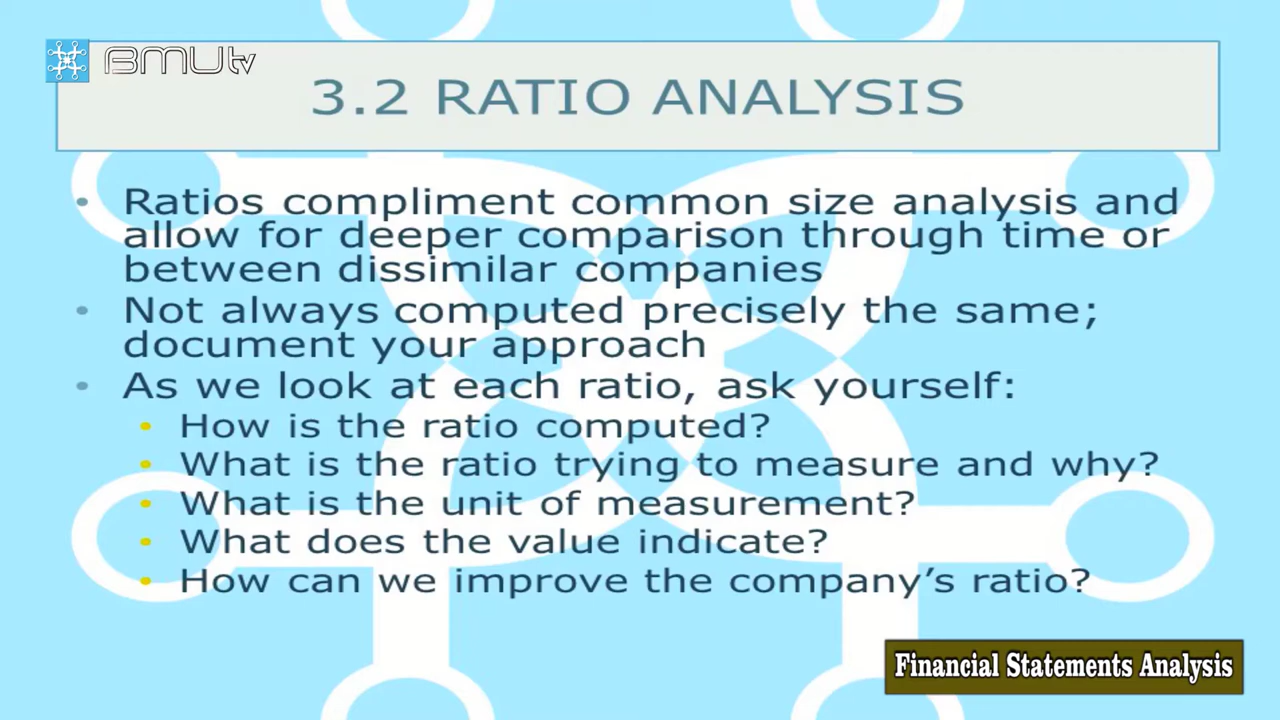 BMUtv
3.2 RATIO ANALYSIS
• Ratios compliment common size analysis and
allow for deeper comparison through time or
between dissimilar companies
• Not always computed precisely the same;
document your approach
• As we look at each ratio, ask yourself:
• How is the ratio computed?
• What is the ratio trying to measure and why?
• What is the unit of measurement?
• What does the value indicate?
• How can we improve the company’s ratio?
Financial Statements Analysis